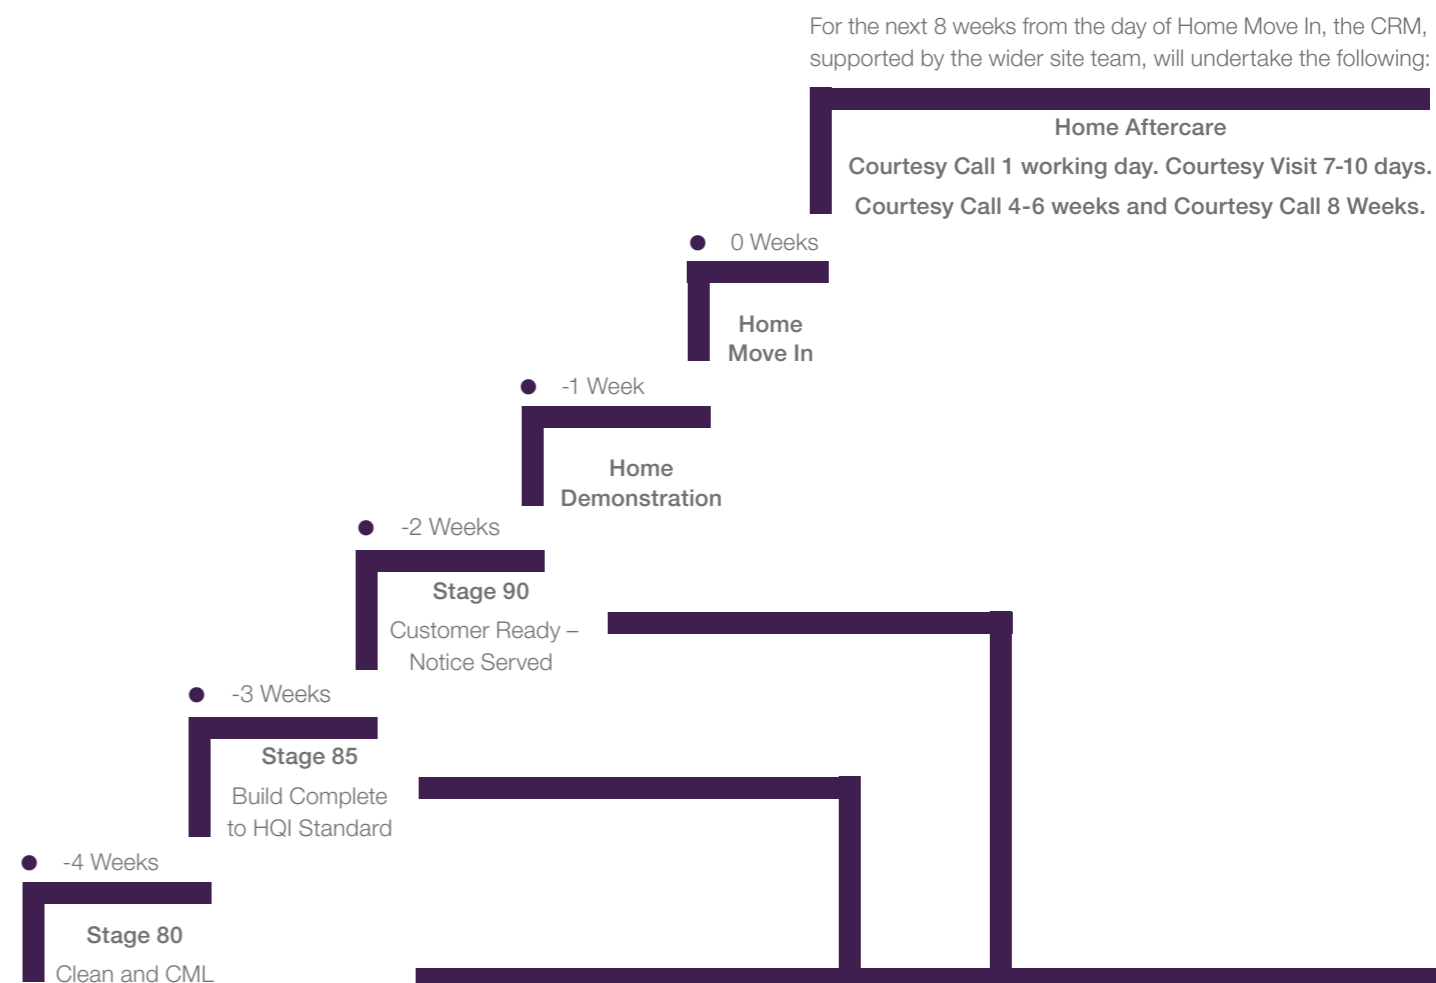 For the next 8 weeks from the day of Home Move In, the CRM,
supported by the wider site team, will undertake the following:
Home Aftercare
Courtesy Call 1 working day. Courtesy Visit 7-10 days.
Courtesy Call 4-6 weeks and Courtesy Call 8 Weeks.
0 Weeks
Home
Move In
-1 Week
Home
Demonstration
-2 Weeks
Stage 90
Customer Ready –
Notice Served
-3 Weeks
Stage 85
Build Complete
to HQI Standard
-4 Weeks
Stage 80
Clean and CML